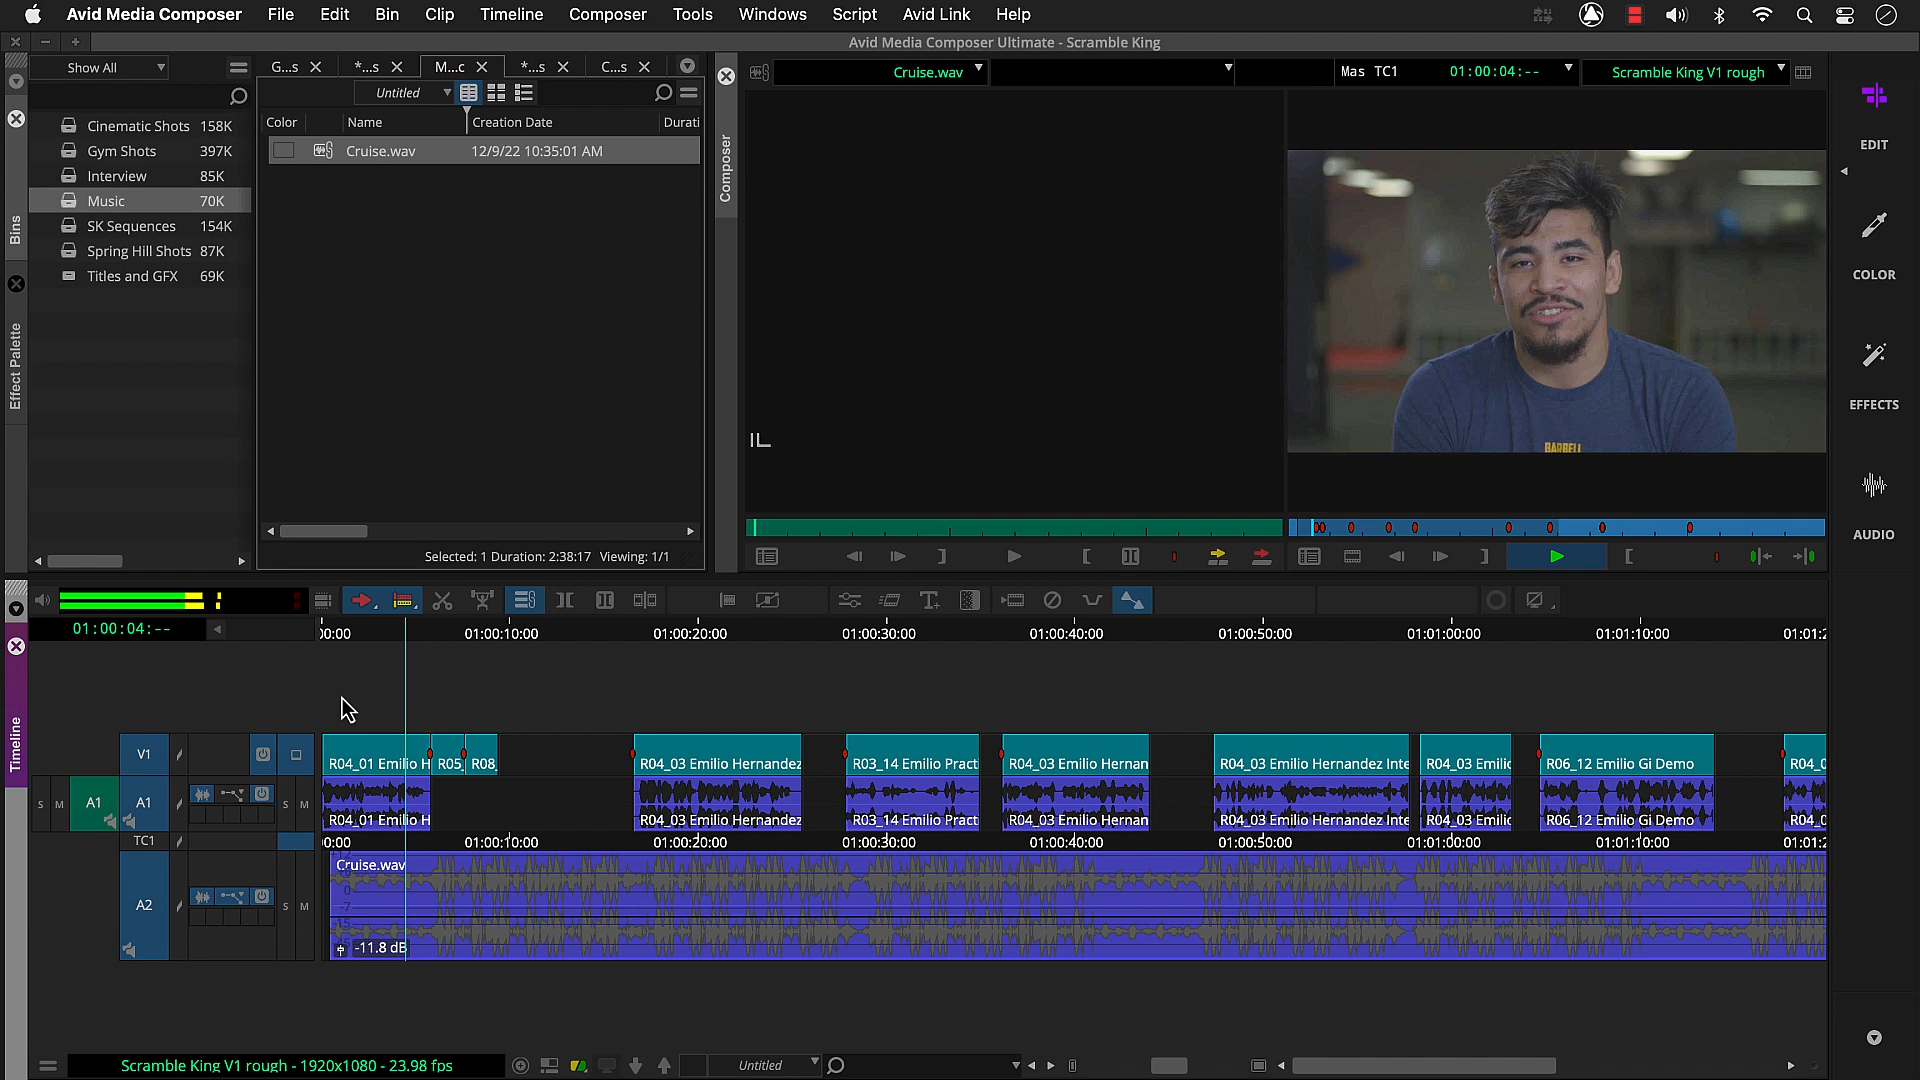 Avid Media Composer File Edit Bin Clip Timeline Composer Tools Windows Script Avid Link Help
Avid Media Composer Ultimate - Scramble King
Show All
Cinematic Shots 158K
Gym Shots 397K
Interview 85K
Music 70K
SK Sequences 154K
Spring Hill Shots 87K
Titles and GFX 69K
Bins
Effect Palette
G...s *...s M...c *...s C...s
Untitled
Color Name Creation Date Durati
Cruise.wav 12/9/22 10:35:01 AM
Selected: 1 Duration: 2:38:17 Viewing: 1/1
Composer
Cruise.wav Mas TC1 01:00:04:-- Scramble King V1 rough
BARBELL
EDIT
COLOR
EFFECTS
AUDIO
Timeline
01:00:04:--
00:00 01:00:10:00 01:00:20:00 01:00:30:00 01:00:40:00 01:00:50:00 01:01:00:00 01:01:10:00 01:01:2
V1
R04_01 Emilio H R05_ R08_ R04_03 Emilio Hernandez R03_14 Emilio Pract R04_03 Emilio Hernan R04_03 Emilio Hernandez Inte R04_03 Emilio R06_12 Emilio Gi Demo R04_0
S M A1 A1 S M
R04_01 Emilio H R04_03 Emilio Hernandez R03_14 Emilio Pract R04_03 Emilio Hernan R04_03 Emilio Hernandez Inte R04_03 Emilio R06_12 Emilio Gi Demo R04_0
TC1 00:00 01:00:10:00 01:00:20:00 01:00:30:00 01:00:40:00 01:00:50:00 01:01:00:00 01:01:10:00 01:01:2
Cruise.wav
A2 S M
-11.8 dB
Scramble King V1 rough - 1920x1080 - 23.98 fps Untitled